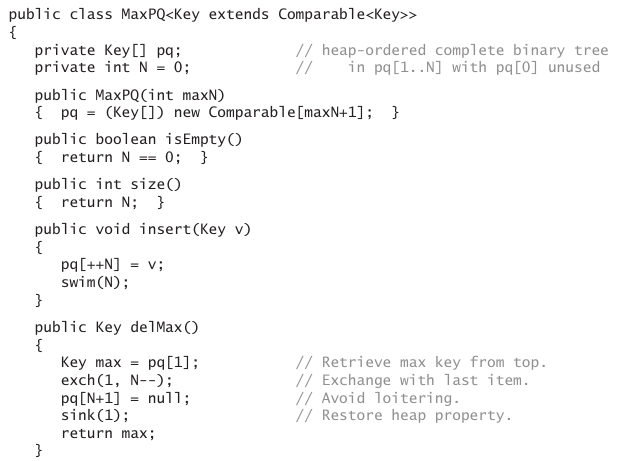 public class MaxPQ<Key extends Comparable<Key>>
{
   private Key[] pq;             // heap-ordered complete binary tree
   private int N = 0;            //    in pq[1..N] with pq[0] unused
   public MaxPQ(int maxN)
   {  pq = (Key[]) new Comparable[maxN+1];  }
   public boolean isEmpty()
   {  return N == 0;  }
   public int size()
   {  return N;  }
   public void insert(Key v)
   {
      pq[++N] = v;
      swim(N);
   }
   public Key delMax()
   {
      Key max = pq[1];           // Retrieve max key from top.
      exch(1, N--);              // Exchange with last item.
      pq[N+1] = null;            // Avoid loitering.
      sink(1);                   // Restore heap property.
      return max;
   }